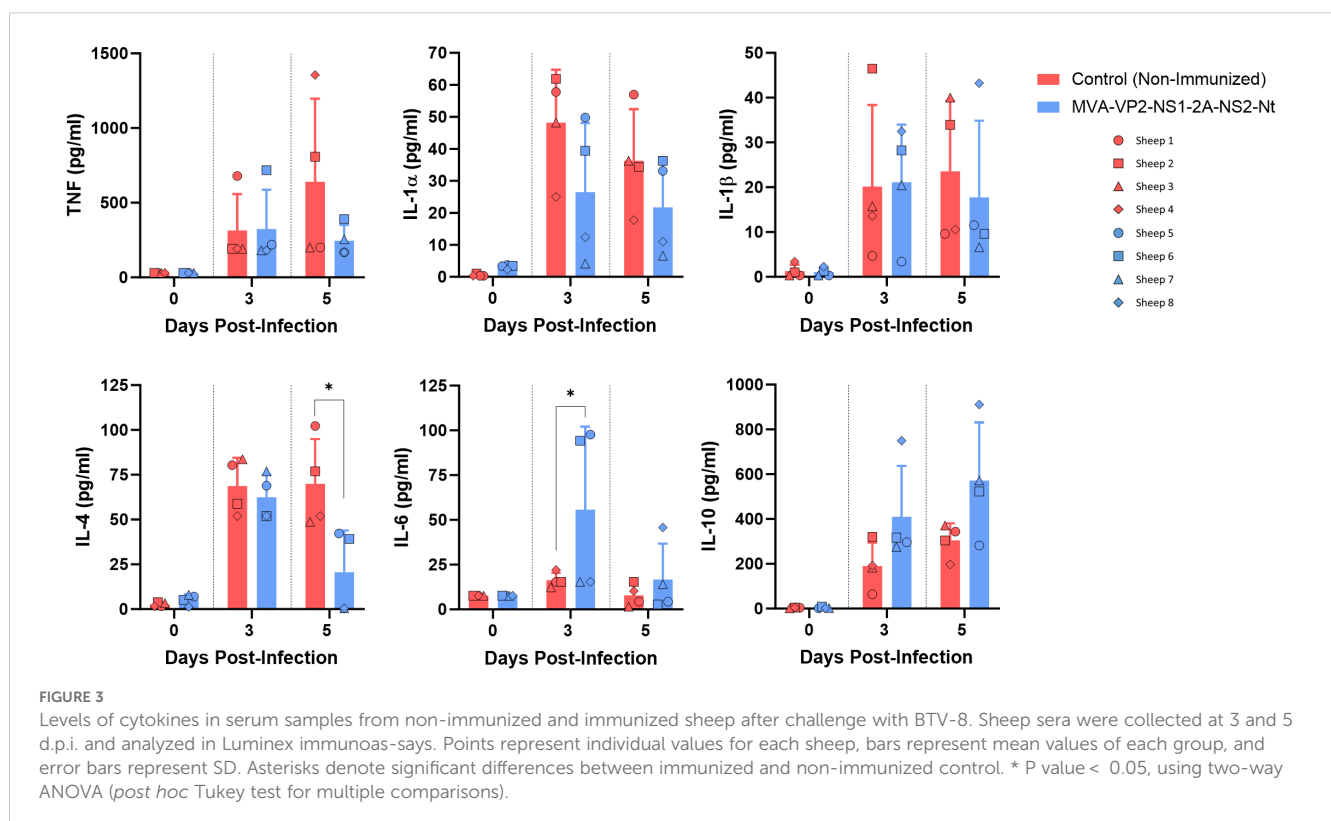 TNF (pg/ml)
1500
1000
500
0
0
3
5
Days Post-Infection
IL-1α (pg/ml)
70
60
50
40
30
20
10
0
0
3
5
Days Post-Infection
IL-1β (pg/ml)
50
40
30
20
10
0
0
3
5
Days Post-Infection
Control (Non-Immunized)
MVA-VP2-NS1-2A-NS2-Nt
Sheep 1
Sheep 2
Sheep 3
Sheep 4
Sheep 5
Sheep 6
Sheep 7
Sheep 8
IL-4 (pg/ml)
125
100
75
50
25
0
*
0
3
5
Days Post-Infection
IL-6 (pg/ml)
125
100
75
50
25
0
*
0
3
5
Days Post-Infection
IL-10 (pg/ml)
1000
800
600
400
200
0
0
3
5
Days Post-Infection
FIGURE 3
Levels of cytokines in serum samples from non-immunized and immunized sheep after challenge with BTV-8. Sheep sera were collected at 3 and 5
d.p.i. and analyzed in Luminex immunoas-says. Points represent individual values for each sheep, bars represent mean values of each group, and
error bars represent SD. Asterisks denote significant differences between immunized and non-immunized control. * P value < 0.05, using two-way
ANOVA (post hoc Tukey test for multiple comparisons).